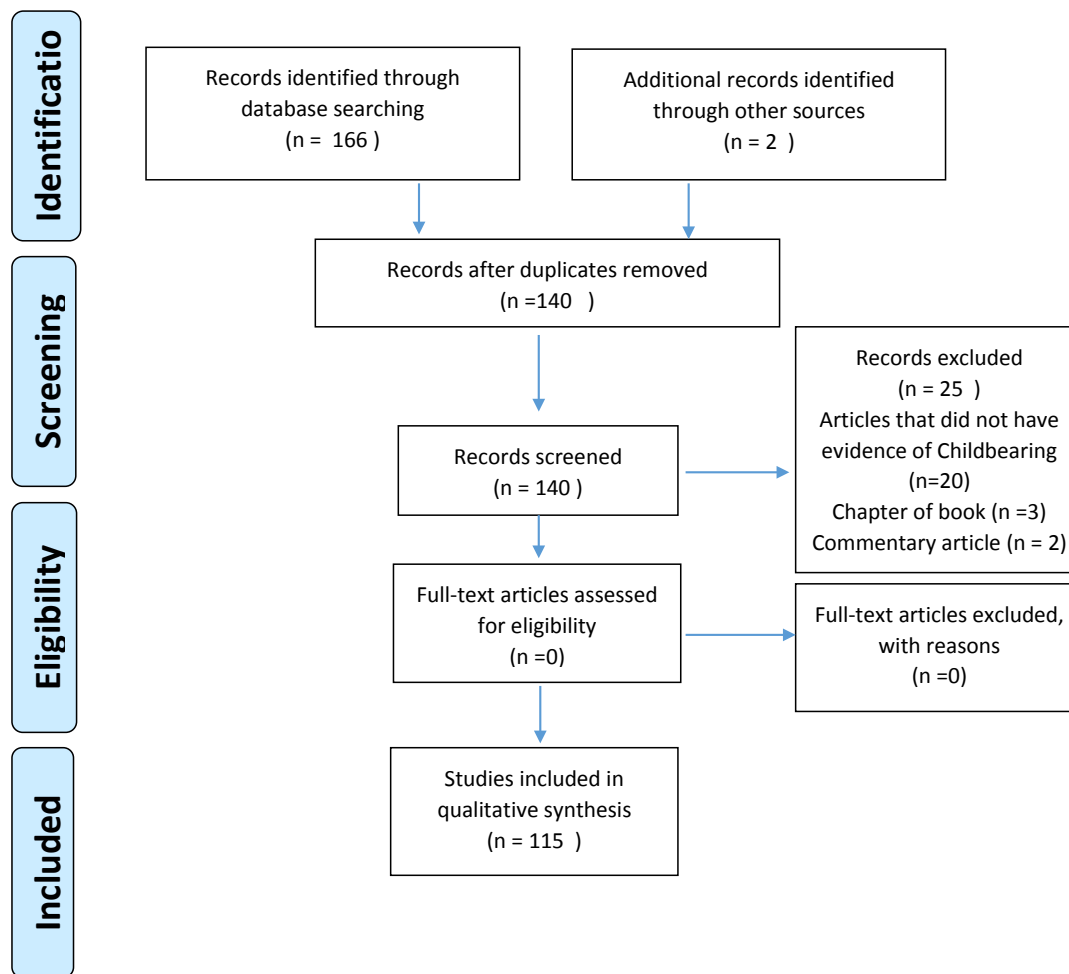 Identificatio
Records identified through
database searching
(n =  166 )
Additional records identified
through other sources
(n = 2  )
Screening
Records after duplicates removed
(n =140   )
Records screened
(n = 140 )
Records excluded
(n = 25  )
Articles that did not have
evidence of Childbearing
(n=20)
Chapter of book (n =3)
Commentary article (n = 2)
Eligibility
Full-text articles assessed
for eligibility
(n =0)
Full-text articles excluded,
with reasons
(n =0)
Included
Studies included in
qualitative synthesis
(n = 115  )